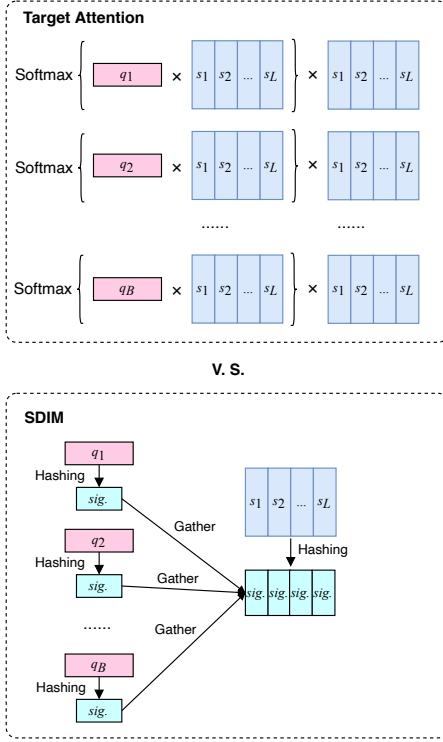 Target Attention
Softmax { q1 × s1 s2 ... sL } × s1 s2 ... sL
Softmax { q2 × s1 s2 ... sL } × s1 s2 ... sL
...... ......
Softmax { qB × s1 s2 ... sL } × s1 s2 ... sL
V. S.
SDIM
q1
Hashing
sig.
Gather
q2
Hashing
sig.
Gather
......
Gather
qB
Hashing
sig.
s1 s2 ... sL
Hashing
sig. sig. sig. sig.